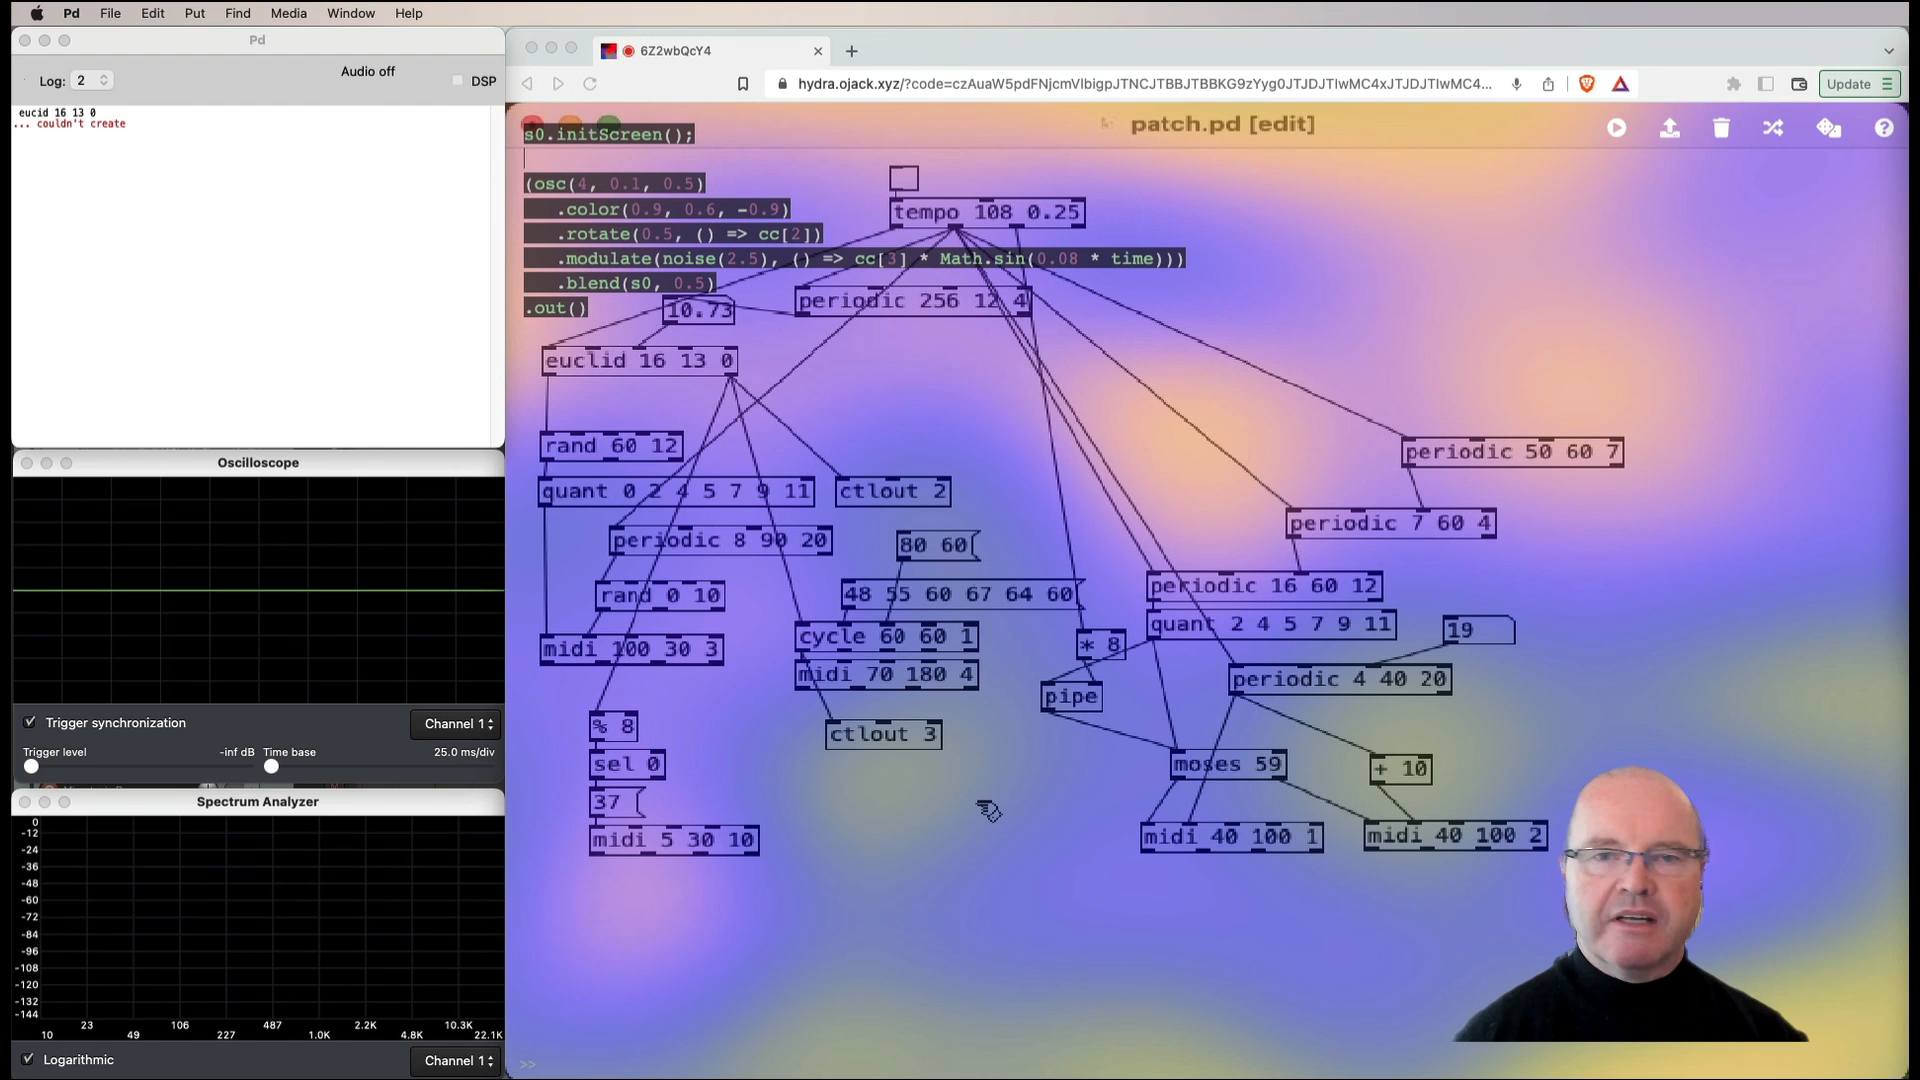 Pd File Edit Put Find Media Window Help
Pd
Log: 2 Audio off DSP
eucid 16 13 0
... couldn't create
Oscilloscope
Trigger synchronization Channel 1
Trigger level -inf dB Time base 25.0 ms/div
Spectrum Analyzer
0
-12
-24
-36
-48
-60
-72
-84
-96
-108
-120
-132
-144
23 106 487 2.2K 10.3K
10 49 227 1.0K 4.8K 22.1K
Logarithmic Channel 1
6Z2wbQcY4
hydra.ojack.xyz/?code=czAuaW5pdFNjcmVlbigpJTNCJTBBJTBBKG9zYyg0JTJDJTIwMC4xJTJDJTIwMC4...
Update
patch.pd [edit]
s0.initScreen();
(osc(4, 0.1, 0.5)
.color(0.9, 0.6, -0.9)
.rotate(0.5, () => cc[2])
.modulate(noise(2.5), () => cc[3] * Math.sin(0.08 * time)))
.blend(s0, 0.5)
.out()
tempo 108 0.25
10.73
periodic 256 12 4
euclid 16 13 0
rand 60 12
periodic 50 60 7
quant 0 2 4 5 7 9 11
ctlout 2
periodic 7 60 4
periodic 8 90 20
80 60
periodic 16 60 12
rand 0 10
48 55 60 67 64 60
quant 2 4 5 7 9 11
19
cycle 60 60 1
* 8
midi 100 30 3
midi 70 180 4
periodic 4 40 20
pipe
% 8
ctlout 3
sel 0
moses 59
+ 10
37
midi 5 30 10
midi 40 100 1
midi 40 100 2
>>